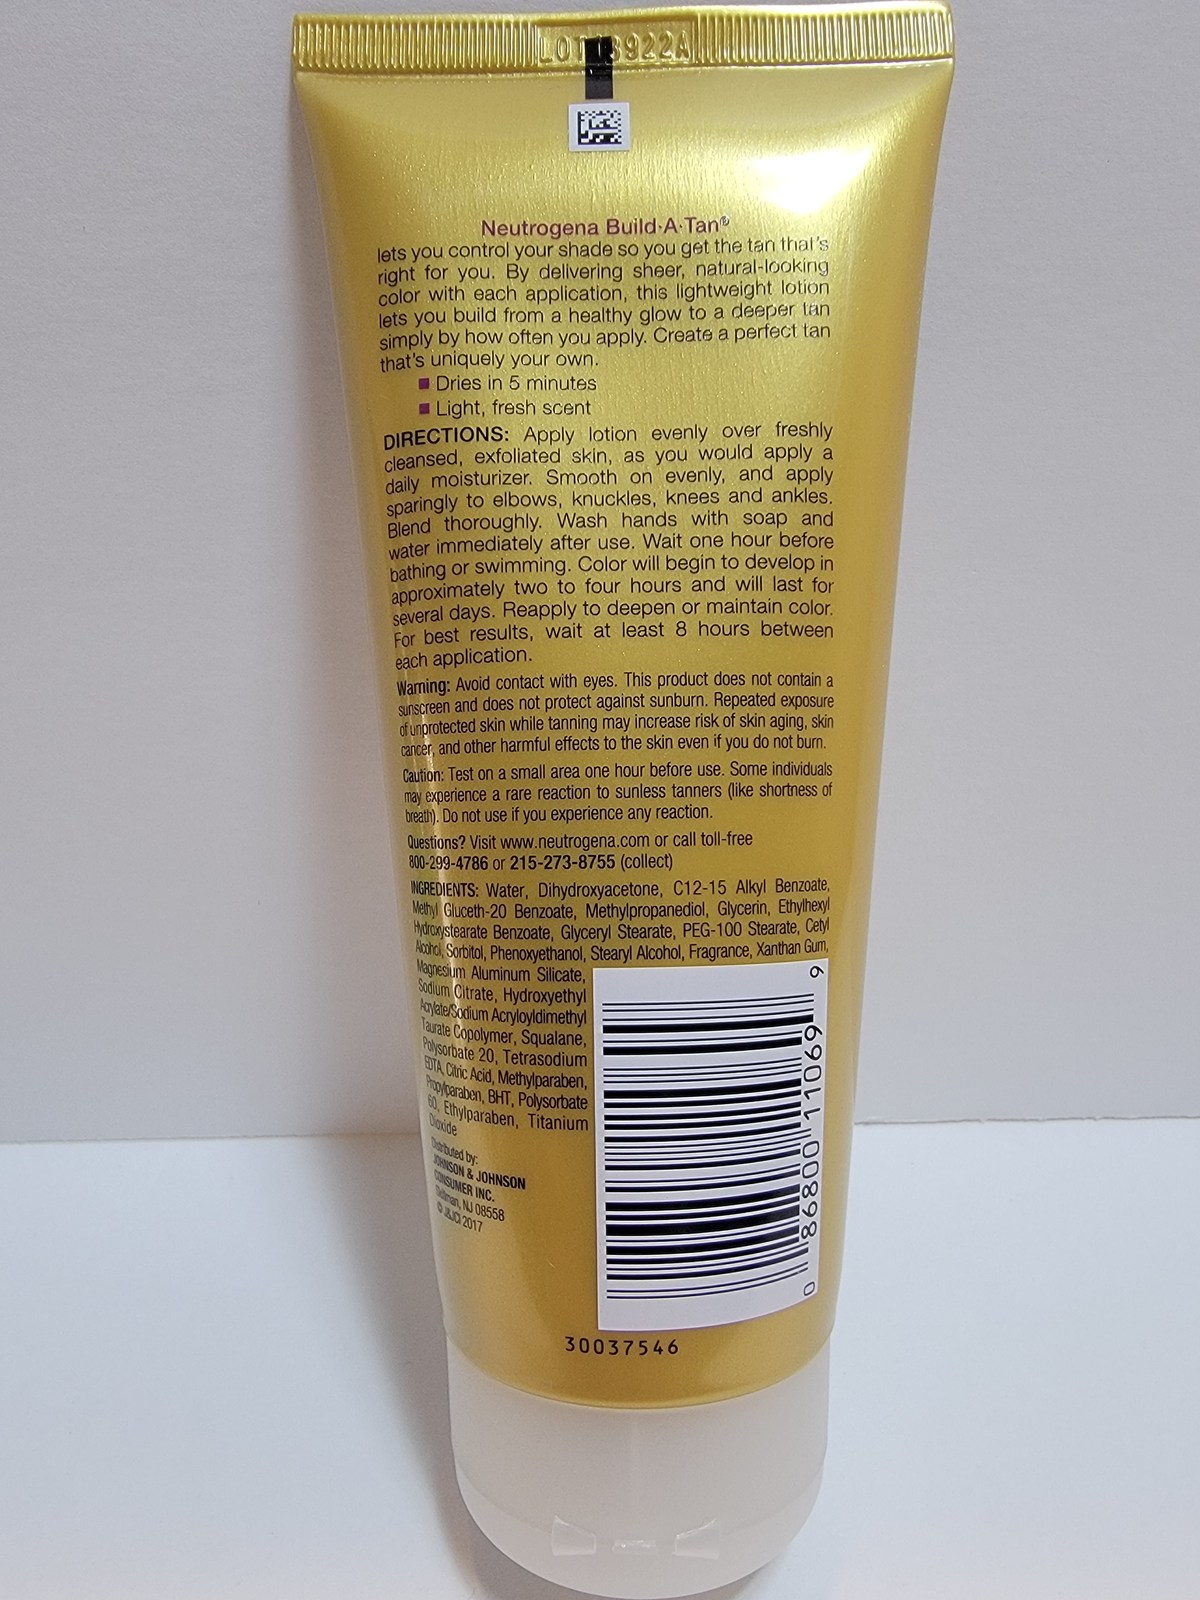 Neutrogena Build·A·Tan®
lets you control your shade so you get the tan that's
right for you. By delivering sheer, natural-looking
color with each application, this lightweight lotion
lets you build from a healthy glow to a deeper tan
simply by how often you apply. Create a perfect tan
that's uniquely your own.
■ Dries in 5 minutes
■ Light, fresh scent
DIRECTIONS: Apply lotion evenly over freshly
cleansed, exfoliated skin, as you would apply a
daily moisturizer. Smooth on evenly, and apply
sparingly to elbows, knuckles, knees and ankles.
Blend thoroughly. Wash hands with soap and
water immediately after use. Wait one hour before
bathing or swimming. Color will begin to develop in
approximately two to four hours and will last for
several days. Reapply to deepen or maintain color.
For best results, wait at least 8 hours between
each application.
Warning: Avoid contact with eyes. This product does not contain a
sunscreen and does not protect against sunburn. Repeated exposure
of unprotected skin while tanning may increase risk of skin aging, skin
cancer, and other harmful effects to the skin even if you do not burn.
Caution: Test on a small area one hour before use. Some individuals
may experience a rare reaction to sunless tanners (like shortness of
breath). Do not use if you experience any reaction.
Questions? Visit www.neutrogena.com or call toll-free
800-299-4786 or 215-273-8755 (collect)
INGREDIENTS: Water, Dihydroxyacetone, C12-15 Alkyl Benzoate,
Methyl Gluceth-20 Benzoate, Methylpropanediol, Glycerin, Ethylhexyl
Hydroxystearate Benzoate, Glyceryl Stearate, PEG-100 Stearate, Cetyl
Alcohol, Sorbitol, Phenoxyethanol, Stearyl Alcohol, Fragrance, Xanthan Gum,
Magnesium Aluminum Silicate,
Sodium Citrate, Hydroxyethyl
Acrylate/Sodium Acryloyldimethyl
Taurate Copolymer, Squalane,
Polysorbate 20, Tetrasodium
EDTA, Citric Acid, Methylparaben,
Propylparaben, BHT, Polysorbate
60, Ethylparaben, Titanium
Dioxide
Distributed by:
JOHNSON & JOHNSON
CONSUMER INC.
Skillman, NJ 08558
© J&JCI 2017
0 86800 11069 9
30037546